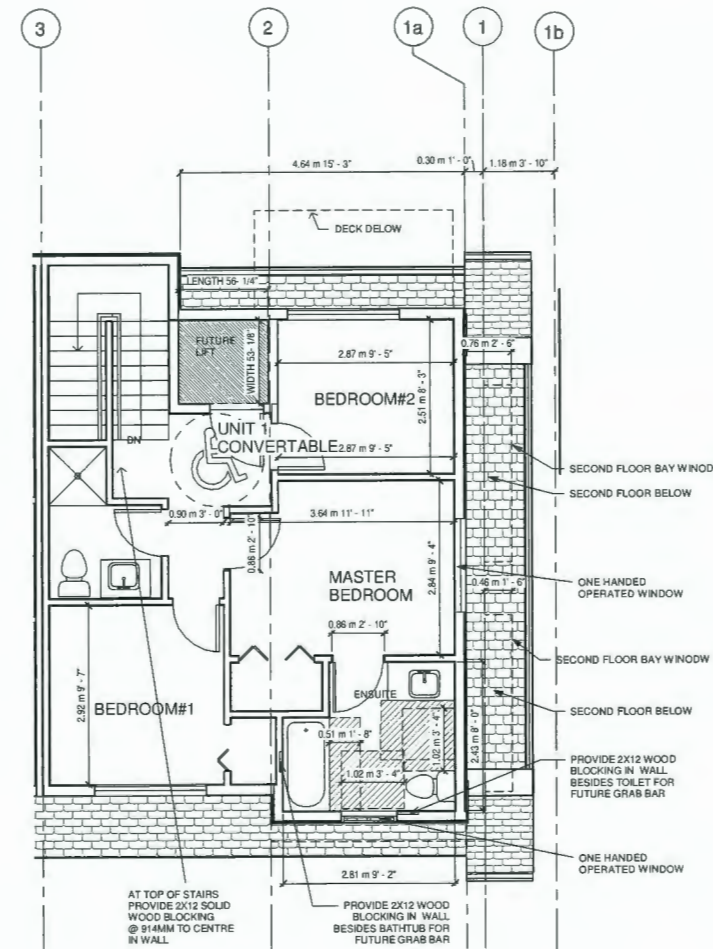 3
2
1a
1
1b
4.64 m 15' - 3"
0.30 m 1' - 0"
1.18 m 3' - 10"
DECK DELOW
LENGTH 56- 1/4"
FUTURE
LIFT
WIDTH 53- 1/8"
0.76 m 2' - 6"
2.87 m 9' - 5"
BEDROOM#2
2.51 m 8' - 3"
UNIT 1
CONVERTABLE
2.87 m 9' - 5"
DN
SECOND FLOOR BAY WINOD
SECOND FLOOR BELOW
0.90 m 3' - 0"
3.64 m 11' - 11"
0.86 m 2' - 10"
MASTER
BEDROOM
2.84 m 9' - 4"
0.46 m 1' - 6"
ONE HANDED
OPERATED WINDOW
0.86 m 2' - 10"
2.92 m 9' - 7"
BEDROOM#1
ENSUITE
SECOND FLOOR BAY WINODW
SECOND FLOOR BELOW
0.51 m 1' - 8"
1.02 m 3' - 4"
1.02 m 3' - 4"
2.43 m 8' - 0"
PROVIDE 2X12 WOOD
BLOCKING IN WALL
BESIDES TOILET FOR
FUTURE GRAB BAR
ONE HANDED
OPERATED WINDOW
2.81 m 9' - 2"
AT TOP OF STAIRS
PROVIDE 2X12 SOLID
WOOD BLOCKING
@ 914MM TO CENTRE
IN WALL
PROVIDE 2X12 WOOD
BLOCKING IN WALL
BESIDES BATHTUB FOR
FUTURE GRAB BAR